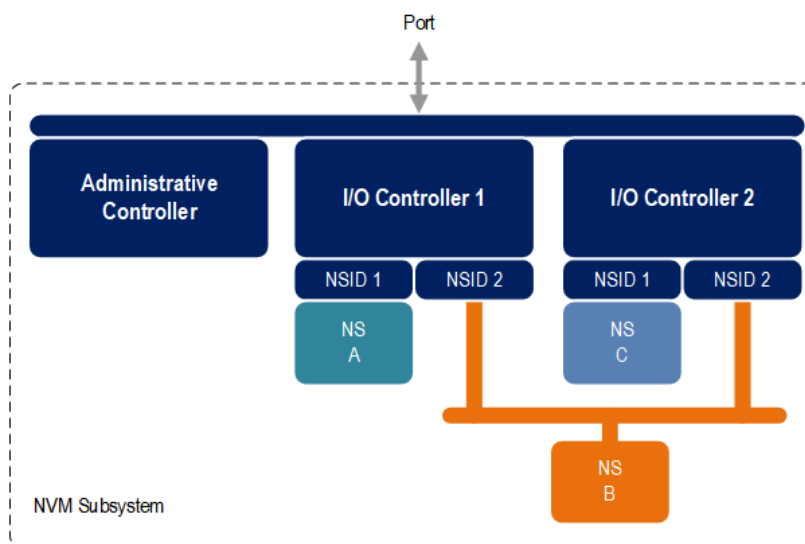 Port
Administrative
Controller
I/O Controller 1
I/O Controller 2
NSID 1
NSID 2
NSID 1
NSID 2
NS
A
NS
C
NS
B
NVM Subsystem